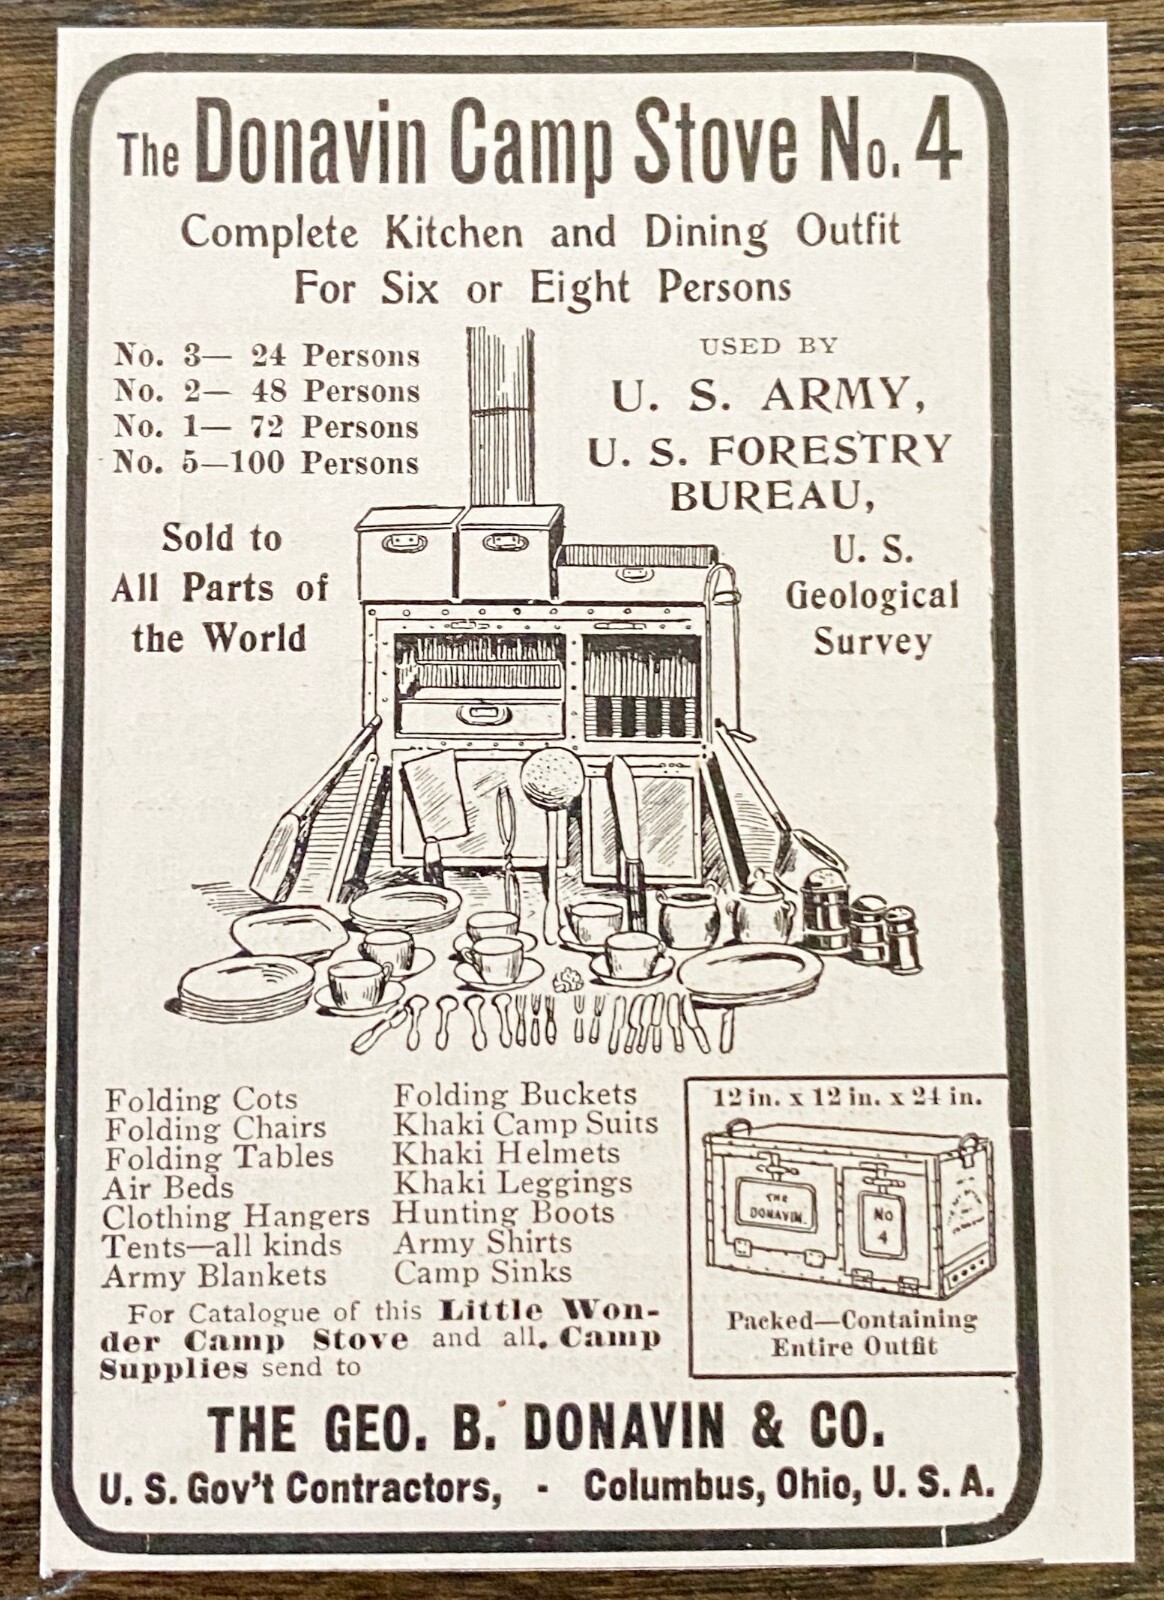 The Donavin Camp Stove No. 4
Complete Kitchen and Dining Outfit
For Six or Eight Persons
No. 3— 24 Persons
No. 2— 48 Persons
No. 1— 72 Persons
No. 5—100 Persons
USED BY
U. S. ARMY,
U. S. FORESTRY
BUREAU,
U. S.
Geological
Survey
Sold to
All Parts of
the World
Folding Cots
Folding Chairs
Folding Tables
Air Beds
Clothing Hangers
Tents—all kinds
Army Blankets
Folding Buckets
Khaki Camp Suits
Khaki Helmets
Khaki Leggings
Hunting Boots
Army Shirts
Camp Sinks
For Catalogue of this Little Won-
der Camp Stove and all Camp
Supplies send to
12 in. x 12 in. x 24 in.
THE
DONAVIN.
No
4
Packed—Containing
Entire Outfit
THE GEO. B. DONAVIN & CO.
U. S. Gov't Contractors, - Columbus, Ohio, U. S. A.